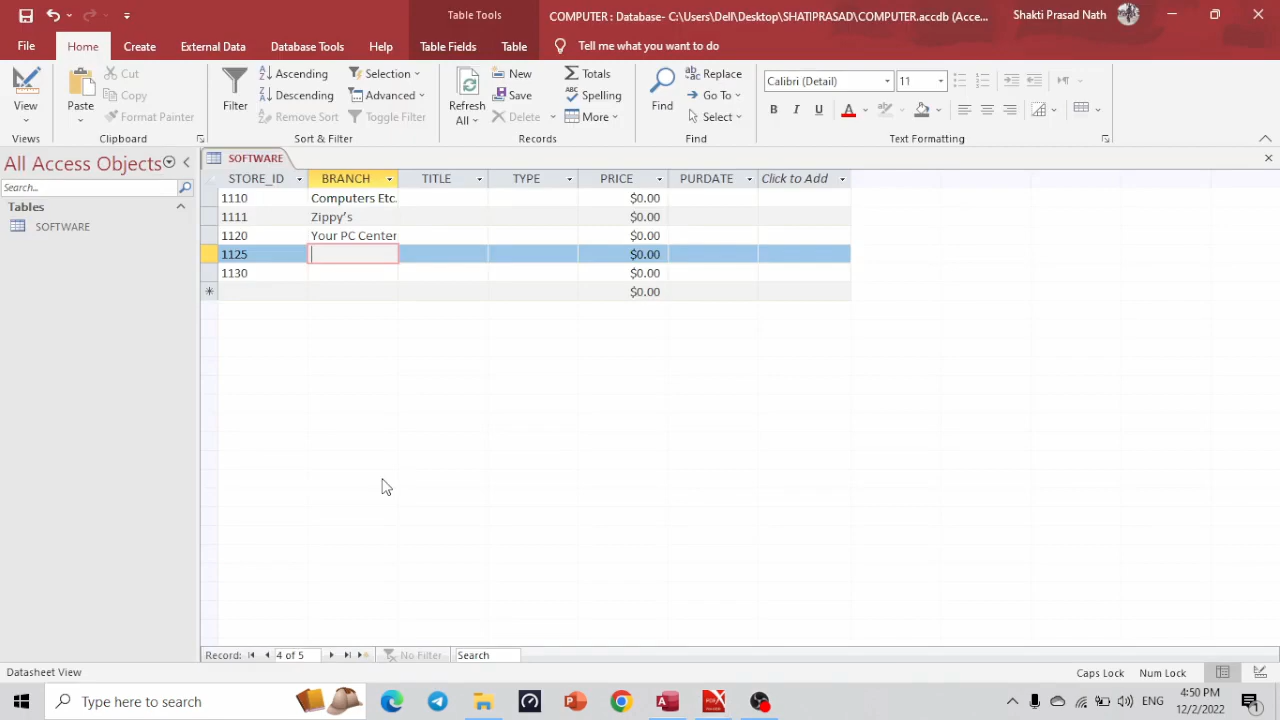 Table Tools
COMPUTER : Database- C:\Users\Dell\Desktop\SHATIPRASAD\COMPUTER.accdb (Acce...
Shakti Prasad Nath
File
Home
Create
External Data
Database Tools
Help
Table Fields
Table
Tell me what you want to do
View
Views
Paste
Cut
Copy
Format Painter
Clipboard
Filter
Ascending
Descending
Remove Sort
Selection
Advanced
Toggle Filter
Sort & Filter
Refresh
All
New
Save
Delete
Totals
Spelling
More
Records
Find
Replace
Go To
Select
Find
Calibri (Detail)
11
B I U
Text Formatting
All Access Objects
Search...
Tables
SOFTWARE
SOFTWARE
STORE_ID BRANCH TITLE TYPE PRICE PURDATE Click to Add
1110 Computers Etc. $0.00
1111 Zippy's $0.00
1120 Your PC Center $0.00
1125 $0.00
1130 $0.00
$0.00
Record: 4 of 5 No Filter Search
Datasheet View
Caps Lock Num Lock
Type here to search
ENG
4:50 PM
12/2/2022